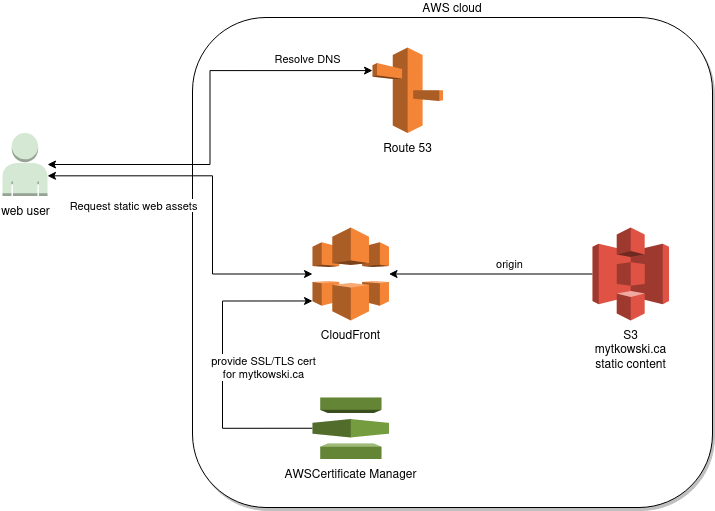 AWS cloud
Resolve DNS
Route 53
web user
Request static web assets
origin
CloudFront
S3
mytkowski.ca
static content
provide SSL/TLS cert
for mytkowski.ca
AWSCertificate Manager